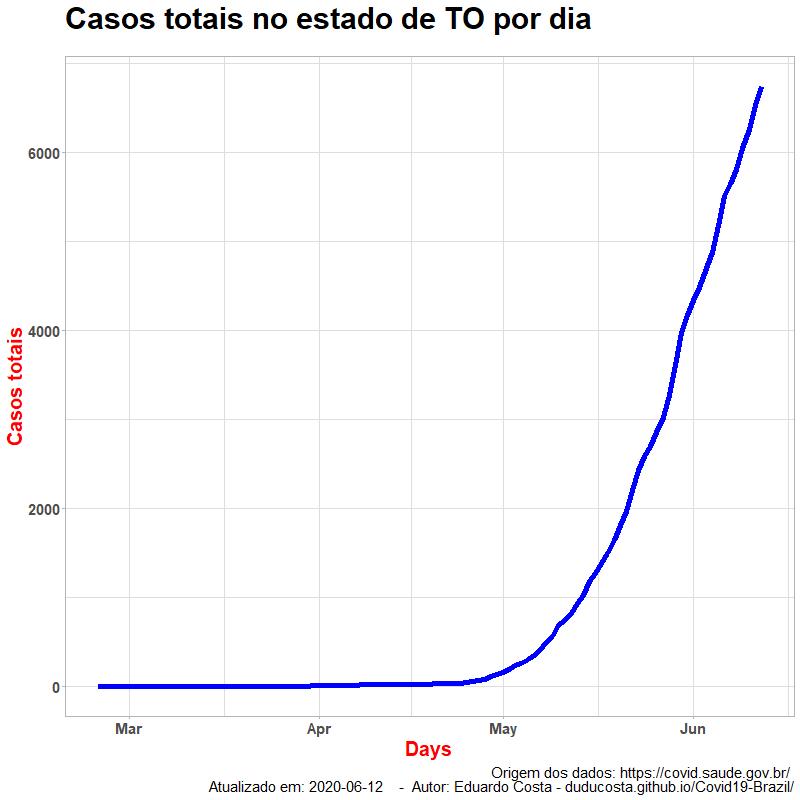 Casos totais no estado de TO por dia
Casos totais
6000
4000
2000
0
Mar Apr May Jun
Days
Origem dos dados: https://covid.saude.gov.br/
Atualizado em: 2020-06-12 - Autor: Eduardo Costa - duducosta.github.io/Covid19-Brazil/